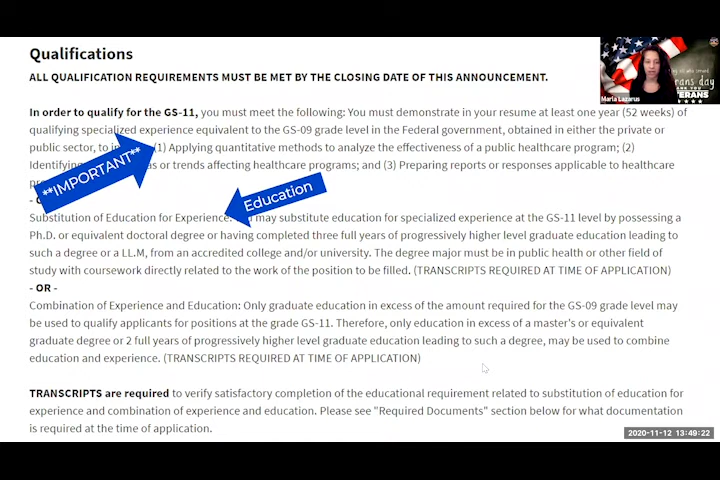 Qualifications
ALL QUALIFICATION REQUIREMENTS MUST BE MET BY THE CLOSING DATE OF THIS ANNOUNCEMENT.
In order to qualify for the GS-11, you must meet the following: You must demonstrate in your resume at least one year (52 weeks) of
qualifying specialized experience equivalent to the GS-09 grade level in the Federal government, obtained in either the private or
public sector, to (1) Applying quantitative methods to analyze the effectiveness of a public healthcare program; (2)
Identifying as or trends affecting healthcare programs; and (3) Preparing reports or responses applicable to healthcare
**IMPORTANT**
Education
Substitution of Education for Experience: may substitute education for specialized experience at the GS-11 level by possessing a
Ph.D. or equivalent doctoral degree or having completed three full years of progressively higher level graduate education leading to
such a degree or a LL.M, from an accredited college and/or university. The degree major must be in public health or other field of
study with coursework directly related to the work of the position to be filled. (TRANSCRIPTS REQUIRED AT TIME OF APPLICATION)
- OR -
Combination of Experience and Education: Only graduate education in excess of the amount required for the GS-09 grade level may
be used to qualify applicants for positions at the grade GS-11. Therefore, only education in excess of a master's or equivalent
graduate degree or 2 full years of progressively higher level graduate education leading to such a degree, may be used to combine
education and experience. (TRANSCRIPTS REQUIRED AT TIME OF APPLICATION)
TRANSCRIPTS are required to verify satisfactory completion of the educational requirement related to substitution of education for
experience and combination of experience and education. Please see "Required Documents" section below for what documentation
is required at the time of application.
Maria Lazarus
2020-11-12 13:49:22